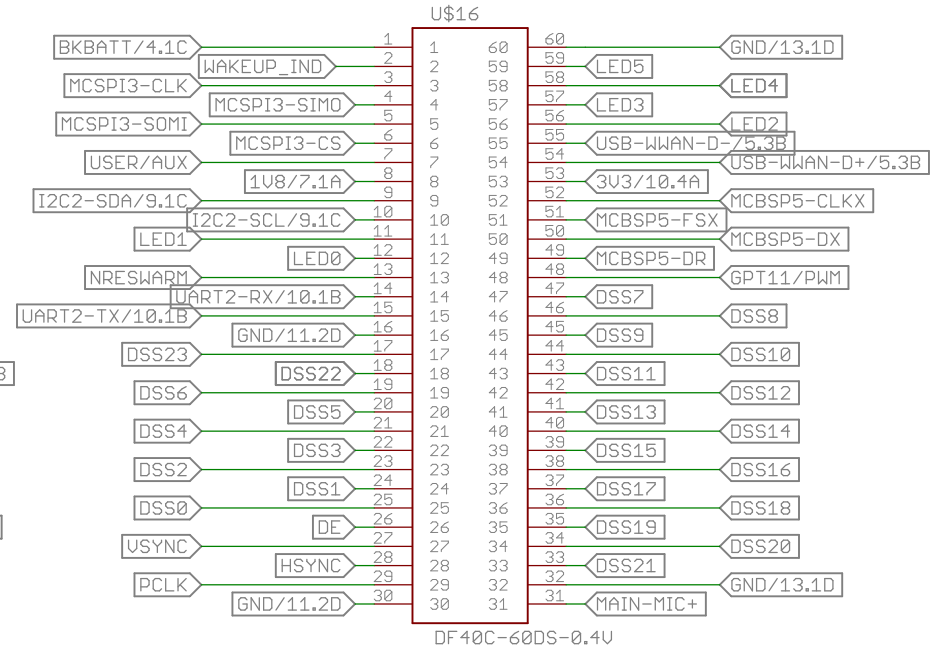 U$16
BKBATT/4.1C 1 1 60 60 GND/13.1D
WAKEUP_IND 2 2 59 59 LED5
MCSPI3-CLK 3 3 58 58 LED4
MCSPI3-SIMO 4 4 57 57 LED3
MCSPI3-SOMI 5 5 56 56 LED2
MCSPI3-CS 6 6 55 55 USB-WWAN-D-/5.3B
USER/AUX 7 7 54 54 USB-WWAN-D+/5.3B
1V8/7.1A 8 8 53 53 3V3/10.4A
I2C2-SDA/9.1C 9 9 52 52 MCBSP5-CLKX
I2C2-SCL/9.1C 10 10 51 51 MCBSP5-FSX
LED1 11 11 50 50 MCBSP5-DX
LED0 12 12 49 49 MCBSP5-DR
NRESWARM 13 13 48 48 GPT11/PWM
UART2-RX/10.1B 14 14 47 47 DSS7
UART2-TX/10.1B 15 15 46 46 DSS8
GND/11.2D 16 16 45 45 DSS9
DSS23 17 17 44 44 DSS10
DSS22 18 18 43 43 DSS11
DSS6 19 19 42 42 DSS12
DSS5 20 20 41 41 DSS13
DSS4 21 21 40 40 DSS14
DSS3 22 22 39 39 DSS15
DSS2 23 23 38 38 DSS16
DSS1 24 24 37 37 DSS17
DSS0 25 25 36 36 DSS18
DE 26 26 35 35 DSS19
VSYNC 27 27 34 34 DSS20
HSYNC 28 28 33 33 DSS21
PCLK 29 29 32 32 GND/13.1D
GND/11.2D 30 30 31 31 MAIN-MIC+
DF40C-60DS-0.4V